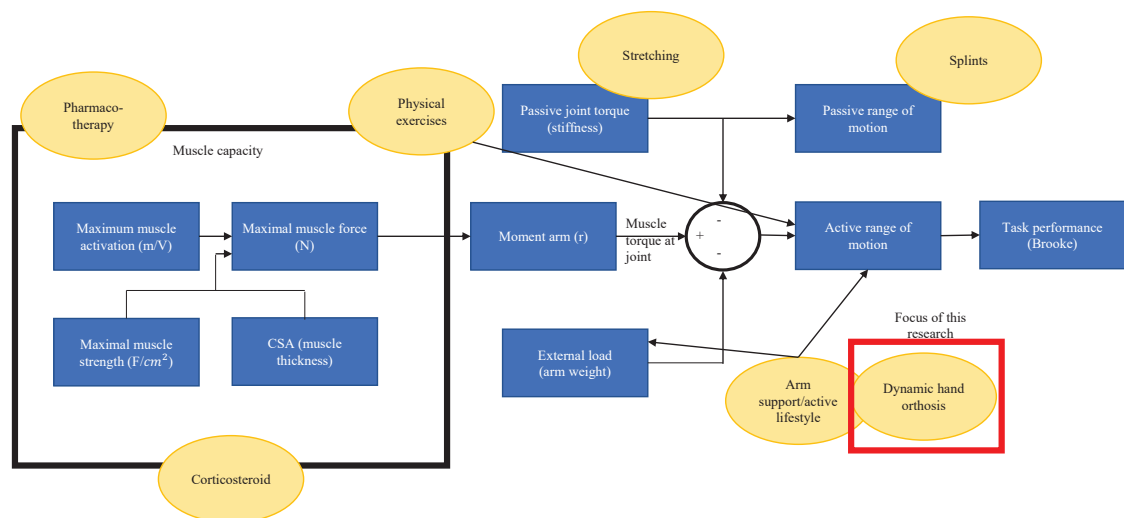 Stretching
Splints
Pharmaco-
therapy
Physical
exercises
Passive joint torque
(stiffness)
Passive range of
motion
Muscle capacity
Maximum muscle
activation (m/V)
Maximal muscle force
(N)
Moment arm (r)
Muscle
torque at
joint
-
+
-
Active range of
motion
Task performance
(Brooke)
Maximal muscle
strength (F/cm²)
CSA (muscle
thickness)
External load
(arm weight)
Focus of this
research
Arm
support/active
lifestyle
Dynamic hand
orthosis
Corticosteroid